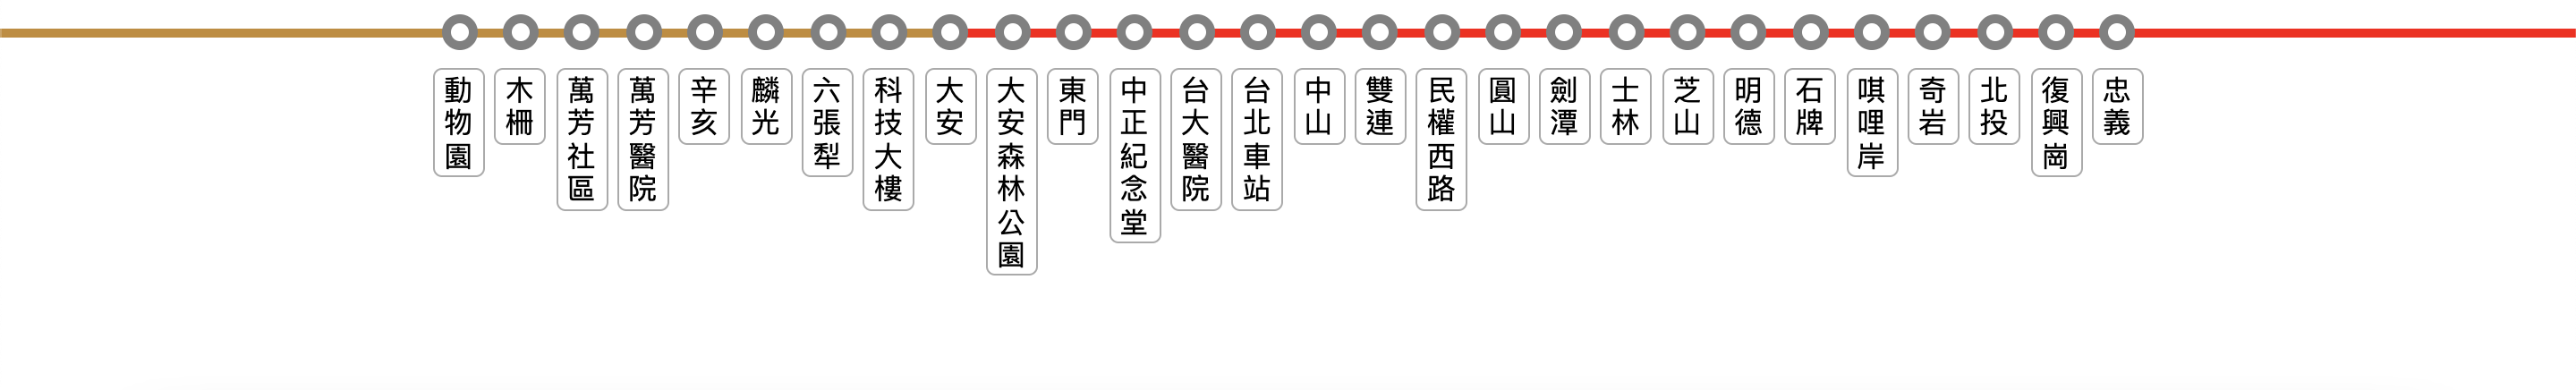 動物園
木柵
萬芳社區
萬芳醫院
辛亥
麟光
六張犁
科技大樓
大安
大安森林公園
東門
中正紀念堂
台大醫院
台北車站
中山
雙連
民權西路
圓山
劍潭
士林
芝山
明德
石牌
唭哩岸
奇岩
北投
復興崗
忠義